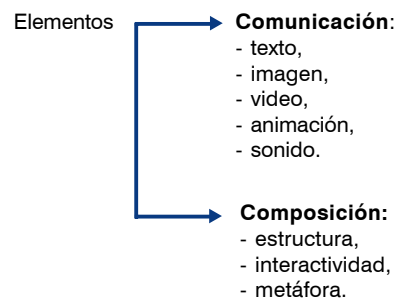 Elementos
Comunicación:
- texto,
- imagen,
- video,
- animación,
- sonido.
Composición:
- estructura,
- interactividad,
- metáfora.